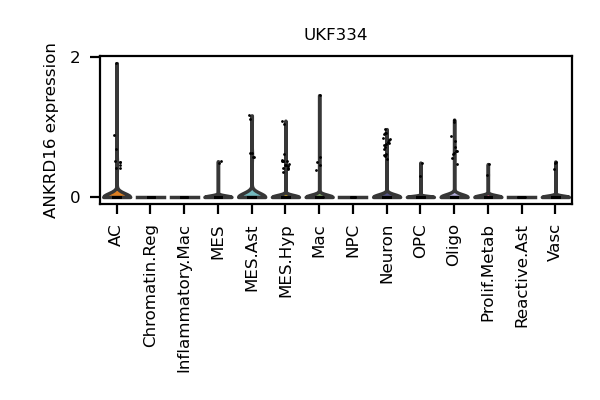 UKF334
ANKRD16 expression
2
0
AC
Chromatin.Reg
Inflammatory.Mac
MES
MES.Ast
MES.Hyp
Mac
NPC
Neuron
OPC
Oligo
Prolif.Metab
Reactive.Ast
Vasc